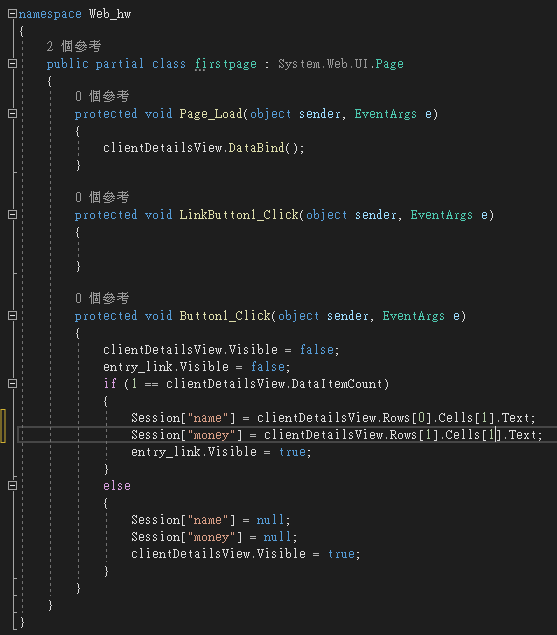 namespace Web_hw
{
2 個參考
public partial class firstpage : System.Web.UI.Page
{
0 個參考
protected void Page_Load(object sender, EventArgs e)
{
clientDetailsView.DataBind();
}
0 個參考
protected void LinkButton1_Click(object sender, EventArgs e)
{
}
0 個參考
protected void Button1_Click(object sender, EventArgs e)
{
clientDetailsView.Visible = false;
entry_link.Visible = false;
if (1 == clientDetailsView.DataItemCount)
{
Session["name"] = clientDetailsView.Rows[0].Cells[1].Text;
Session["money"] = clientDetailsView.Rows[1].Cells[1].Text;
entry_link.Visible = true;
}
else
{
Session["name"] = null;
Session["money"] = null;
clientDetailsView.Visible = true;
}
}
}
}